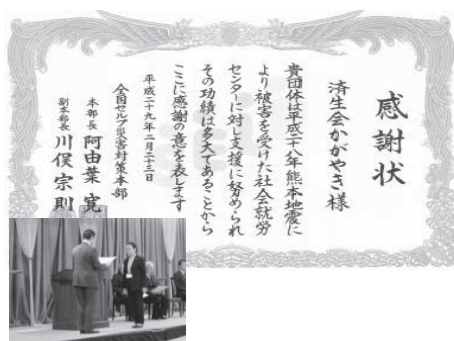 感謝状
済生会かがやき様
貴団体は平成二十八年熊本地震に
より被害を受けた社会就労
センターに対し支援に努められ
その功績は多大であることから
ここに感謝の意を表します
平成二十九年二月二十三日
全国セルプ災害対策本部
本部長 阿由葉 寛
副本部長 川俣 宗則